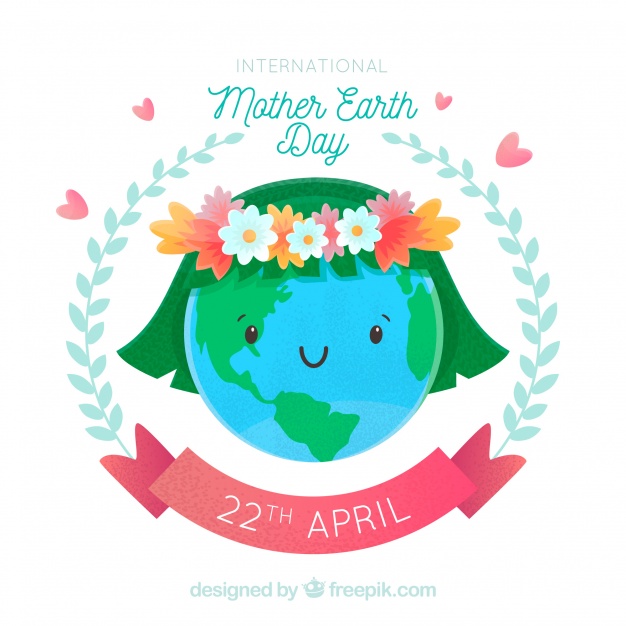 INTERNATIONAL
Mother Earth
Day
22TH APRIL
designed by freepik.com